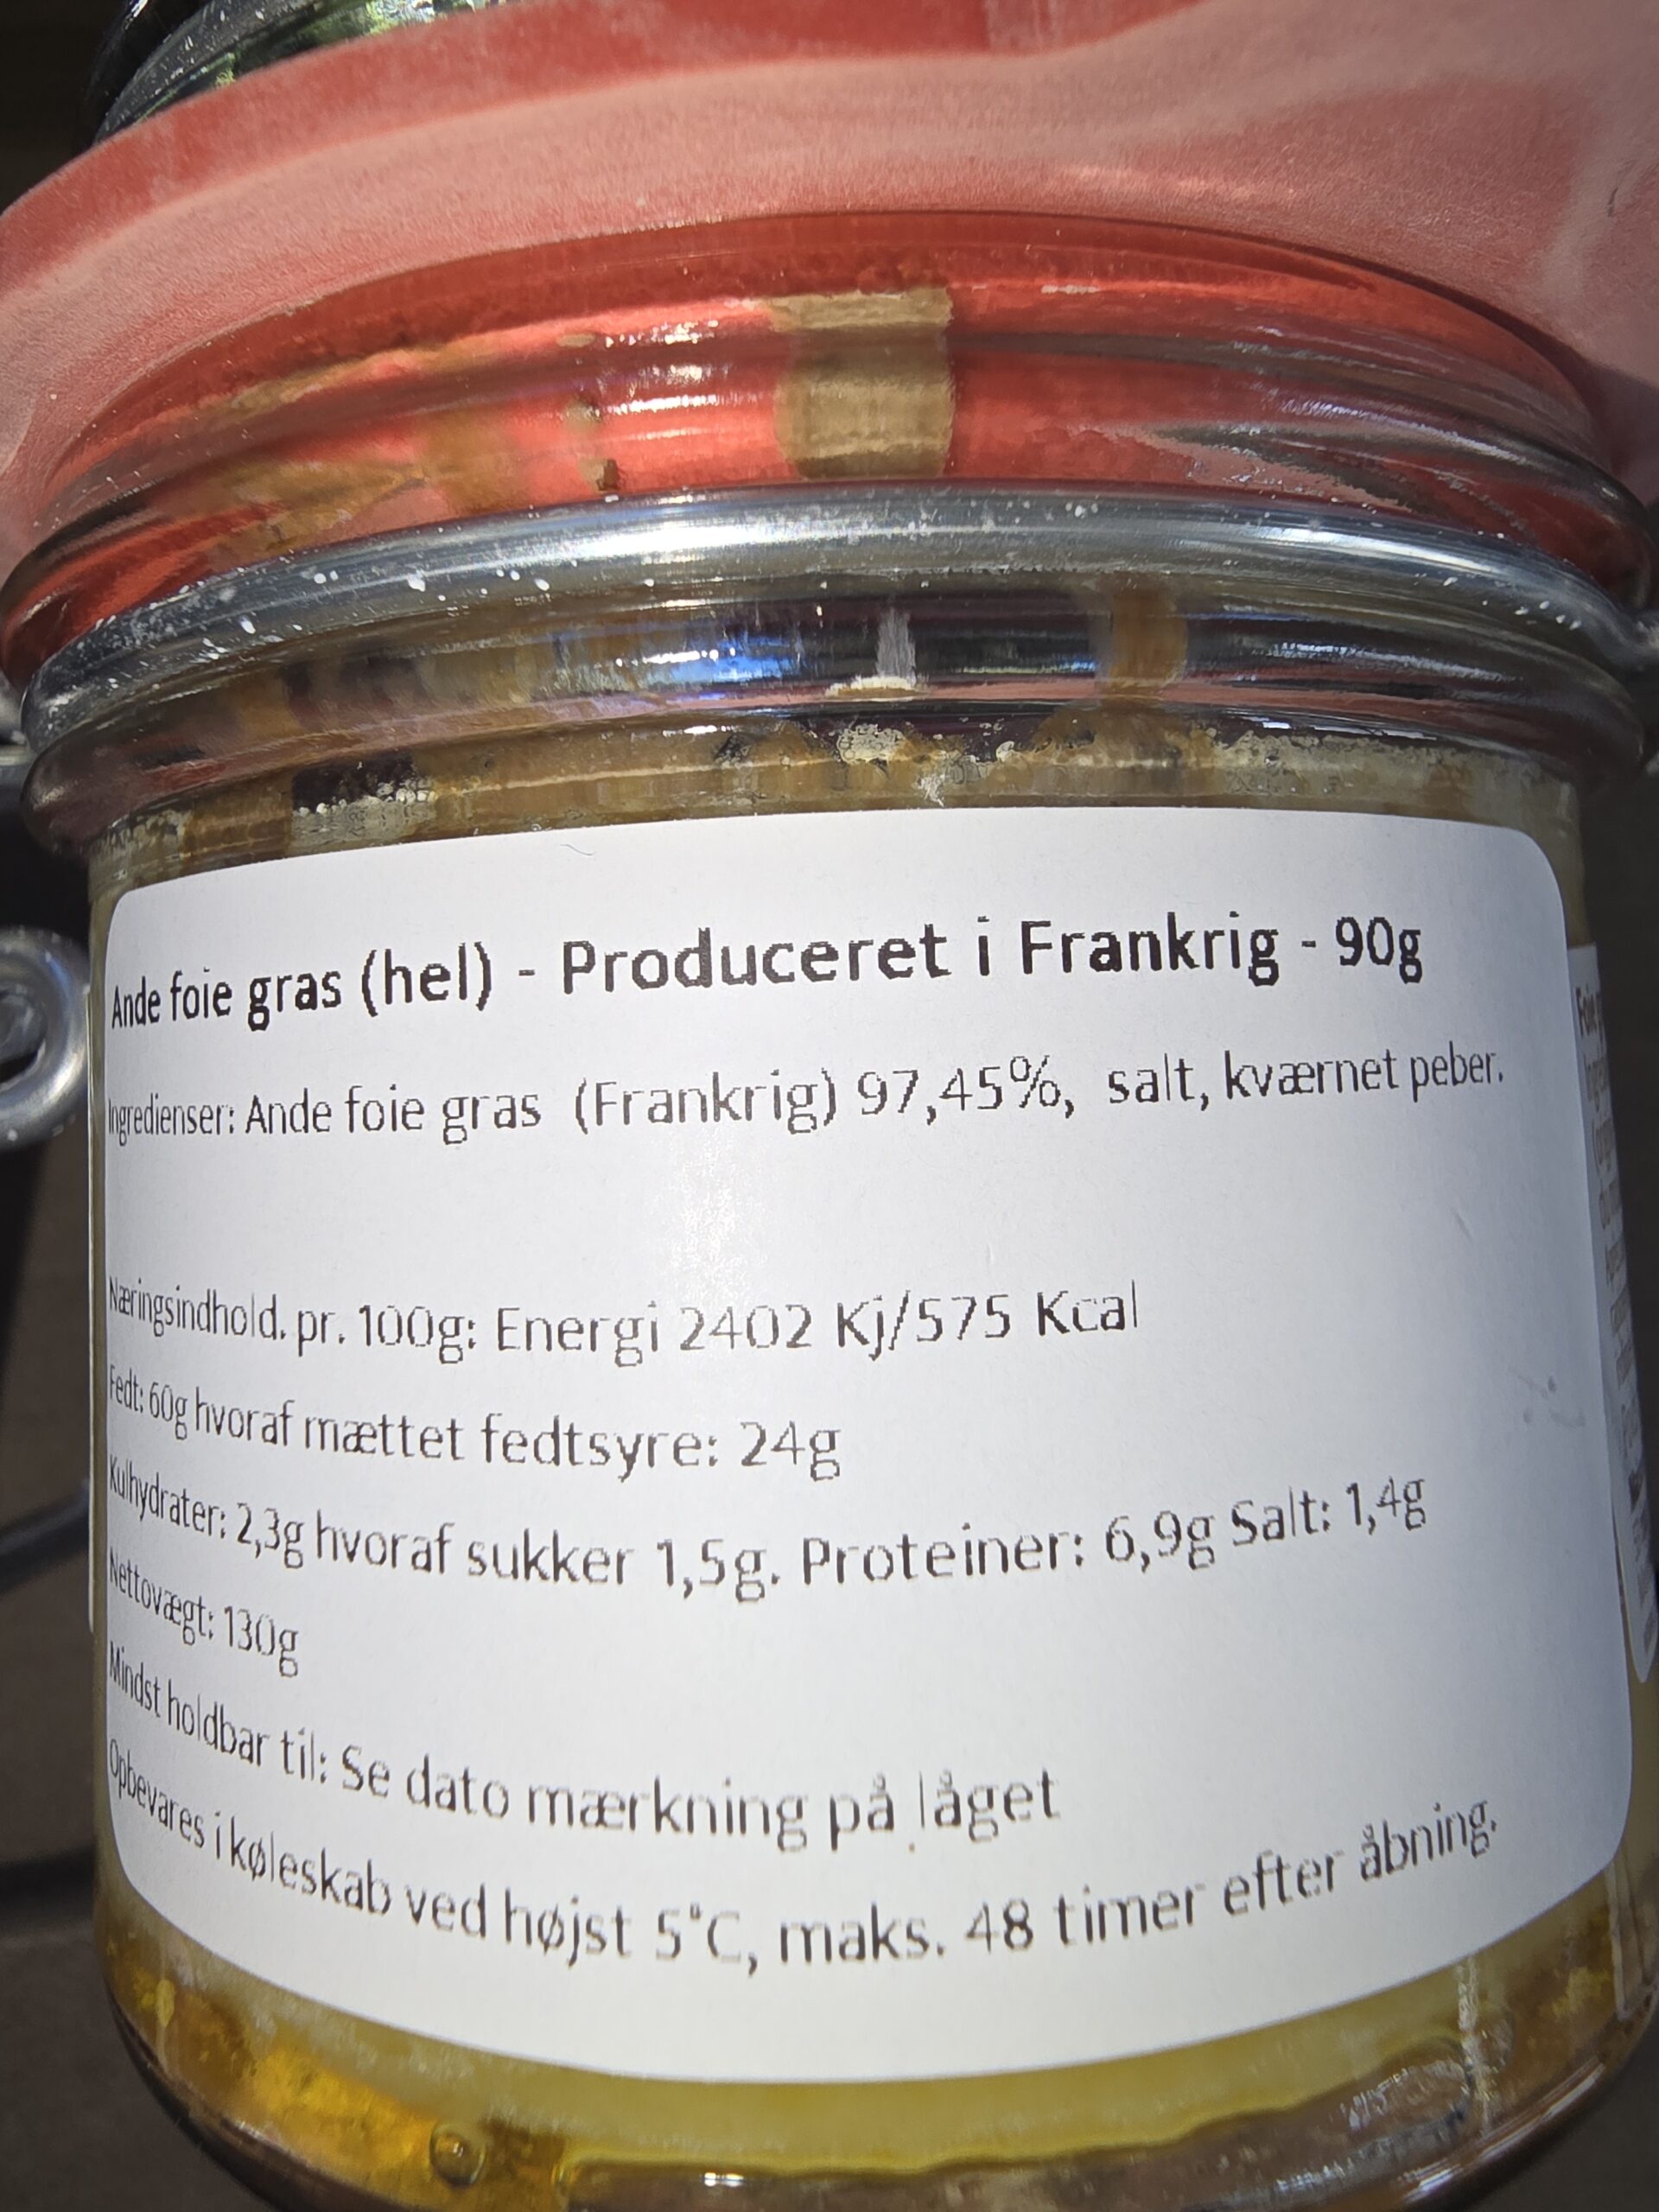 Ande foie gras (hel) - Produceret i Frankrig - 90g
Ingredienser: Ande foie gras (Frankrig) 97,45%, salt, kværnet peber.
Næringsindhold. pr. 100g: Energi 2402 Kj/575 Kcal
Fedt: 60g hvoraf mættet fedtsyre: 24g
Kulhydrater: 2,3g hvoraf sukker 1,5g. Proteiner: 6,9g Salt: 1,4g
Nettovægt: 130g
Mindst holdbar til: Se dato mærkning på låget
Opbevares i køleskab ved højst 5°C, maks. 48 timer efter åbning.